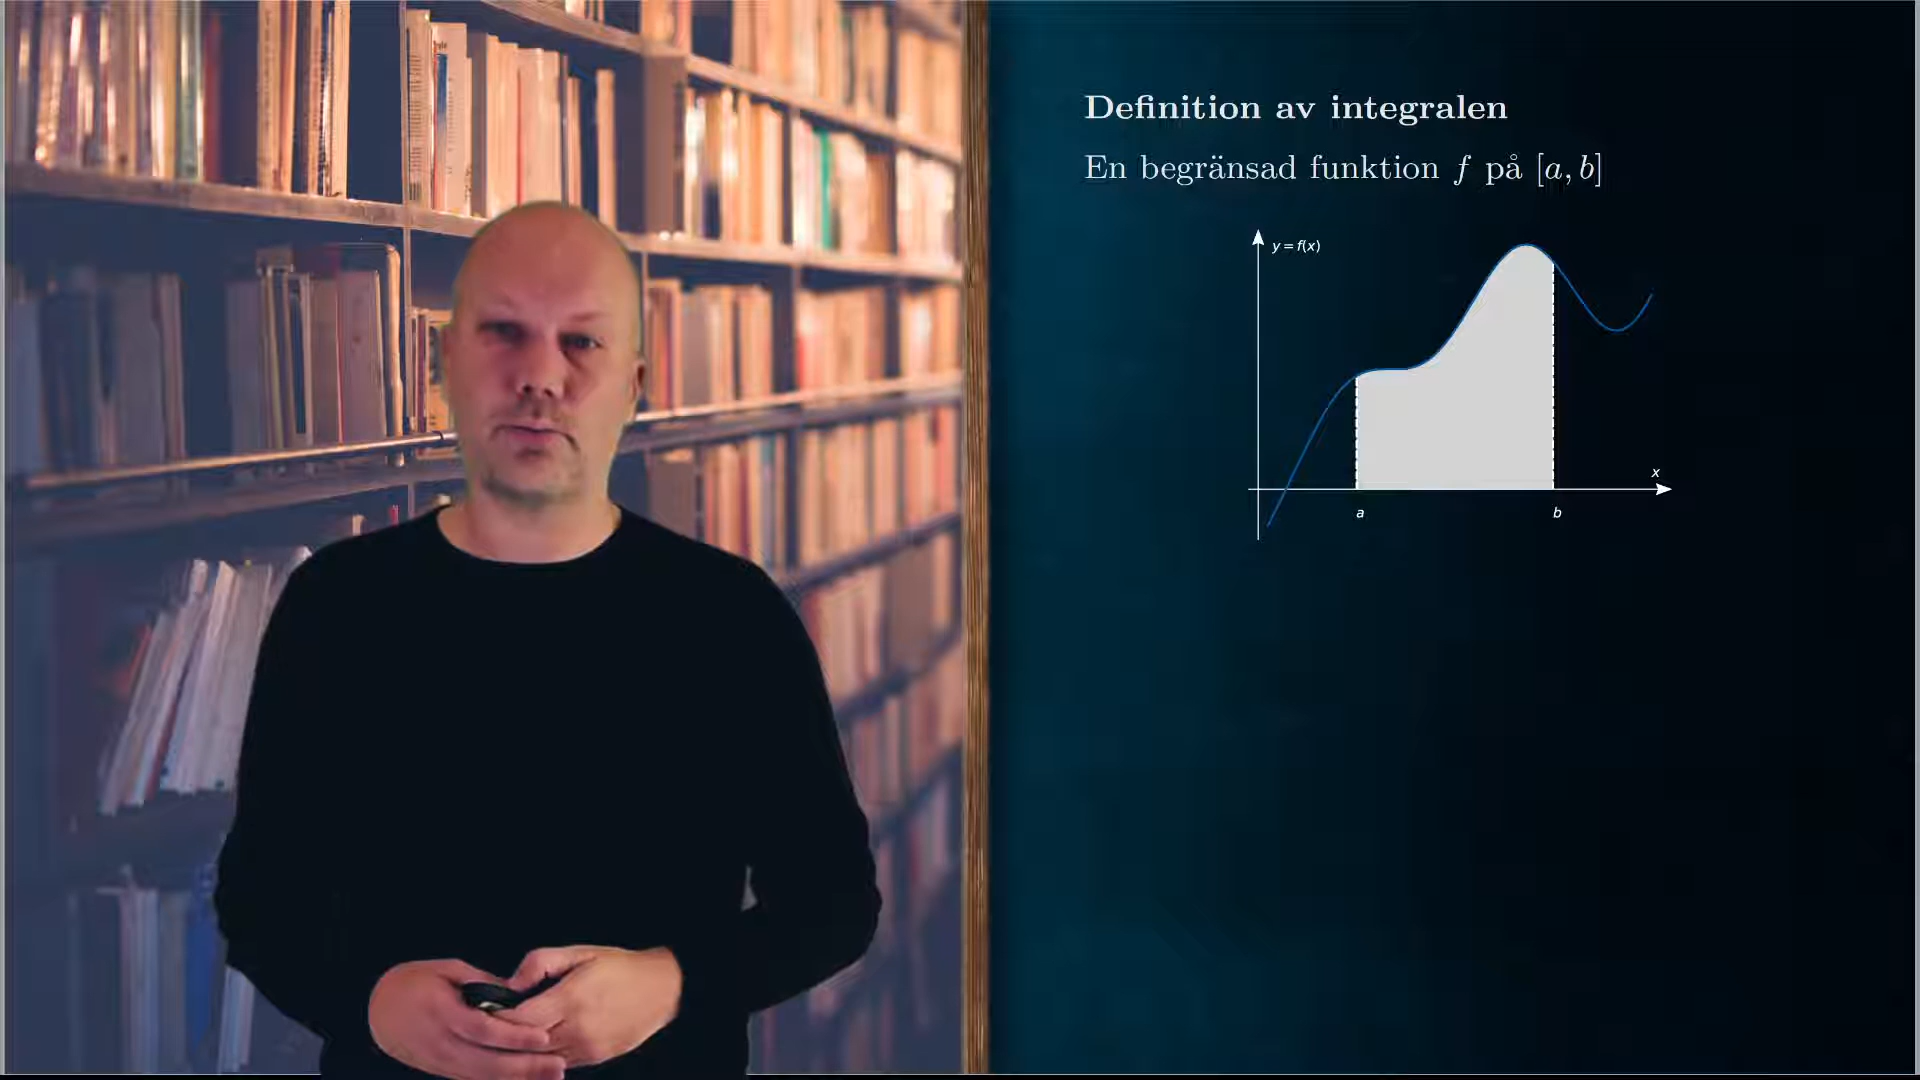 Definition av integralen
En begränsad funktion f på [a, b]
y = f(x)
x
a
b